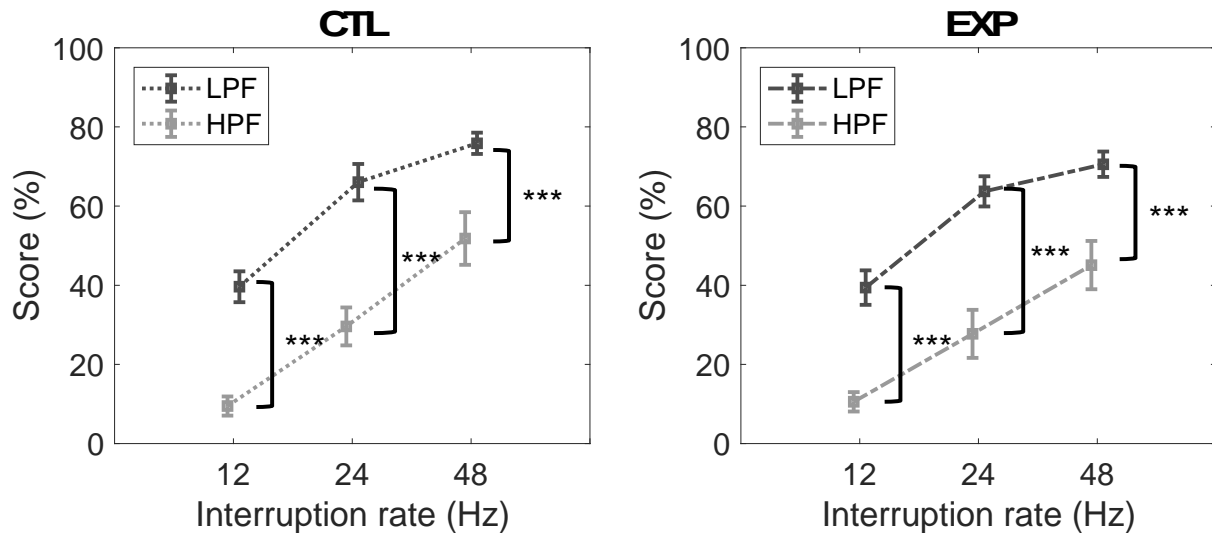 CTL
100
80
60
40
20
0
Score (%)
LPF
HPF
***
***
***
12 24 48
Interruption rate (Hz)
EXP
100
80
60
40
20
0
Score (%)
LPF
HPF
***
***
***
12 24 48
Interruption rate (Hz)